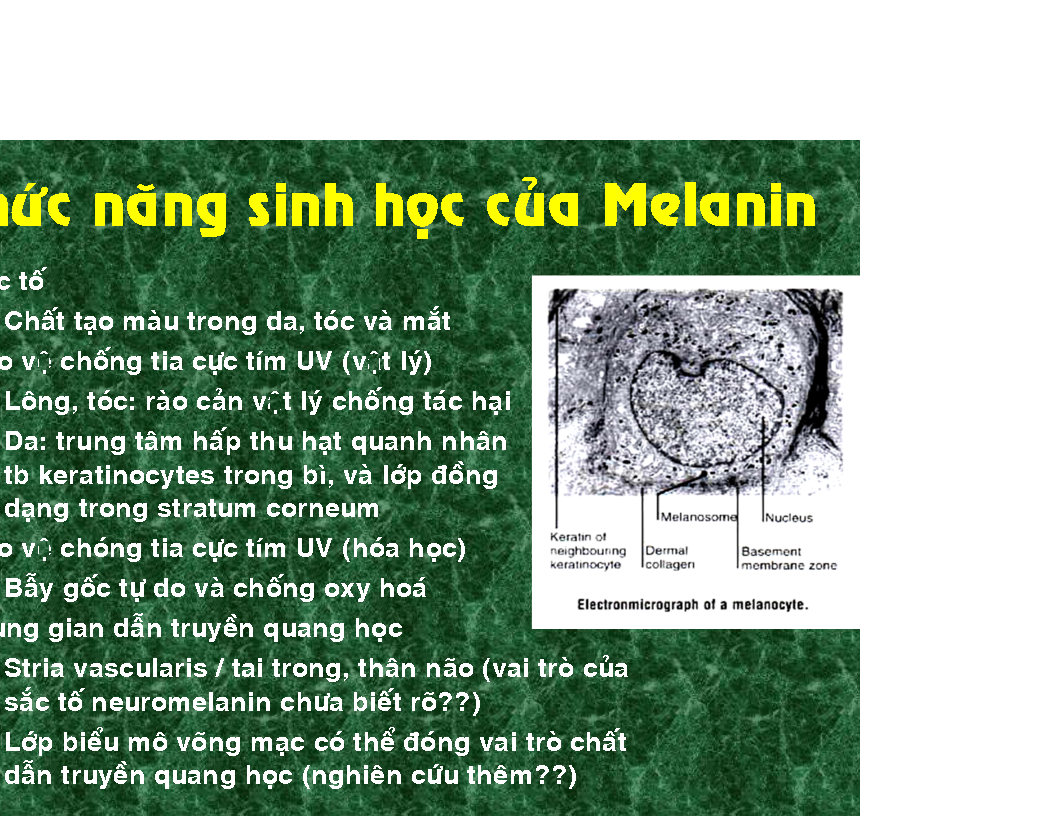 hức năng sinh học của Melanin
c tố
Chất tạo màu trong da, tóc và mắt
o vệ chống tia cực tím UV (vật lý)
Lông, tóc: rào cản vật lý chống tác hại
Da: trung tâm hấp thu hạt quanh nhân
tb keratinocytes trong bì, và lớp đồng
dạng trong stratum corneum
o vệ chóng tia cực tím UV (hóa học)
Bẫy gốc tự do và chống oxy hoá
ung gian dẫn truyền quang học
Stria vascularis / tai trong, thân não (vai trò của
sắc tố neuromelanin chưa biết rõ??)
Lớp biểu mô võng mạc có thể đóng vai trò chất
dẫn truyền quang học (nghiên cứu thêm??)
Melanosome
Nucleus
Keratin of
neighbouring
keratinocyte
Dermal
collagen
Basement
membrane zone
Electronmicrograph of a melanocyte.